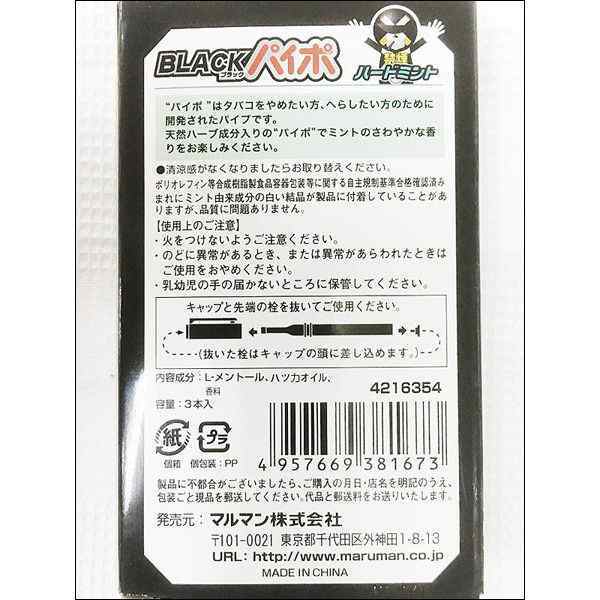 BLACKパイポ
ブラック
禁煙
ハードミント
“パイポ”はタバコをやめたい方、へらしたい方のために
開発されたパイプです。
天然ハーブ成分入りの“パイポ”でミントのさわやかな香
りをお楽しみください。
●清涼感がなくなりましたらお取り替えください。
ポリオレフィン等合成樹脂製食品容器包装等に関する自主規制基準合格確認済み
まれにミント由来成分の白い結晶が製品に付着していることがあ
りますが、品質に問題ありません。
【使用上のご注意】
・火をつけないようご注意ください。
・のどに異常があるとき、または異常があらわれたときは
ご使用をおやめください。
・乳幼児の手の届かないところに保管してください。
キャップと先端の栓を抜いてご使用ください。
(抜いた栓はキャップの頭に差し込めます。)
内容成分：L-メントール、ハツカオイル、
香料
4216354
容量：3本入
紙
プラ
個箱 個包装：PP
4 957669 381673
製品に不都合がございましたら、ご購入の月日・店名を明記のうえ、
包装ごと現品を郵送してください。代品と郵送料をお送りいたします。
発売元：マルマン株式会社
〒101-0021 東京都千代田区外神田1-8-13
URL：http://www.maruman.co.jp
MADE IN CHINA